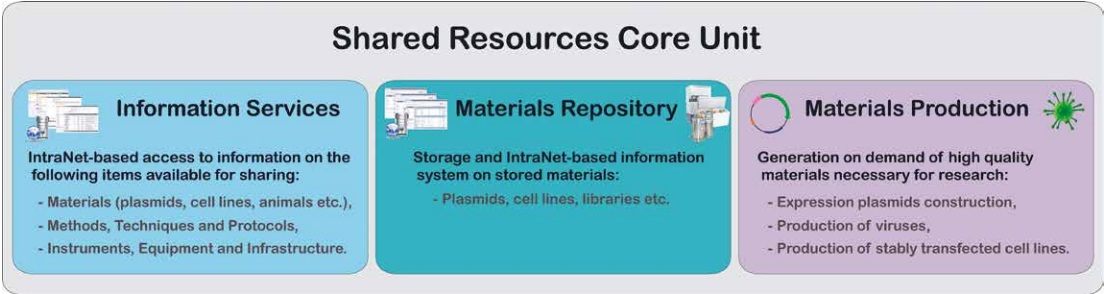 Shared Resources Core Unit
Information Services
IntraNet-based access to information on the
following items available for sharing:
- Materials (plasmids, cell lines, animals etc.),
- Methods, Techniques and Protocols,
- Instruments, Equipment and Infrastructure.
Materials Repository
Storage and IntraNet-based information
system on stored materials:
- Plasmids, cell lines, libraries etc.
Materials Production
Generation on demand of high quality
materials necessary for research:
- Expression plasmids construction,
- Production of viruses,
- Production of stably transfected cell lines.